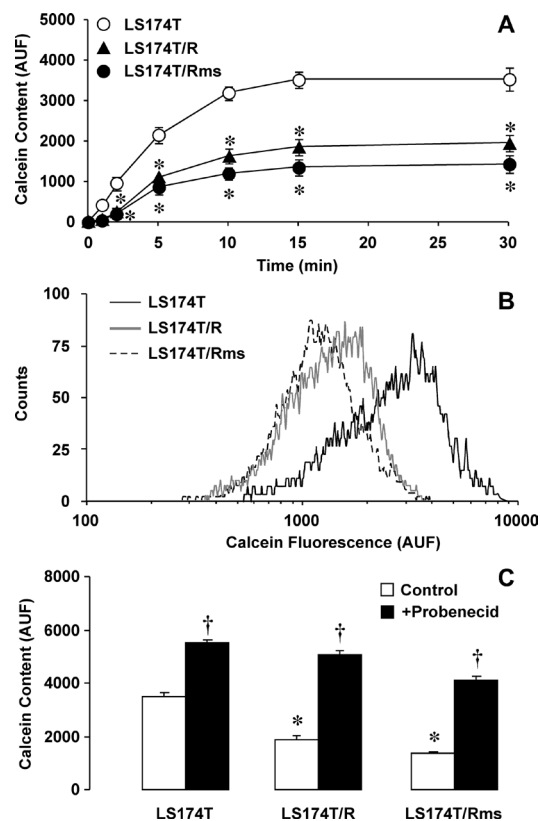 A
LS174T
LS174T/R
LS174T/Rms
Calcein Content (AUF)
5000
4000
3000
2000
1000
0
* * * * * * * * * *
0 5 10 15 20 25 30
Time (min)
B
LS174T
LS174T/R
LS174T/Rms
Counts
100
75
50
25
0
100 1000 10000
Calcein Fluorescence (AUF)
C
Control
+Probenecid
Calcein Content (AUF)
8000
6000
4000
2000
0
† † †
* *
LS174T LS174T/R LS174T/Rms